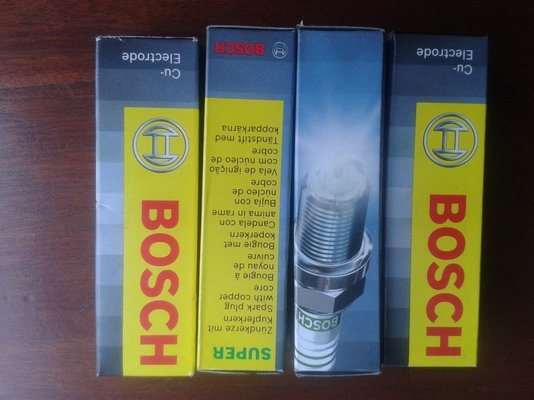 Cu-
Electrode
BOSCH
BOSCH
SUPER
Zündkerze mit
Kupferkern
Spark plug
with copper
core
Bougie à
noyau de
cuivre
Bougie met
koperkern
Candela con
anima in rame
Bujía con
núcleo de
cobre
Vela de ignição
com núcleo de
cobre
Tändstift med
kopparkärna
BOSCH
Cu-
Electrode
BOSCH